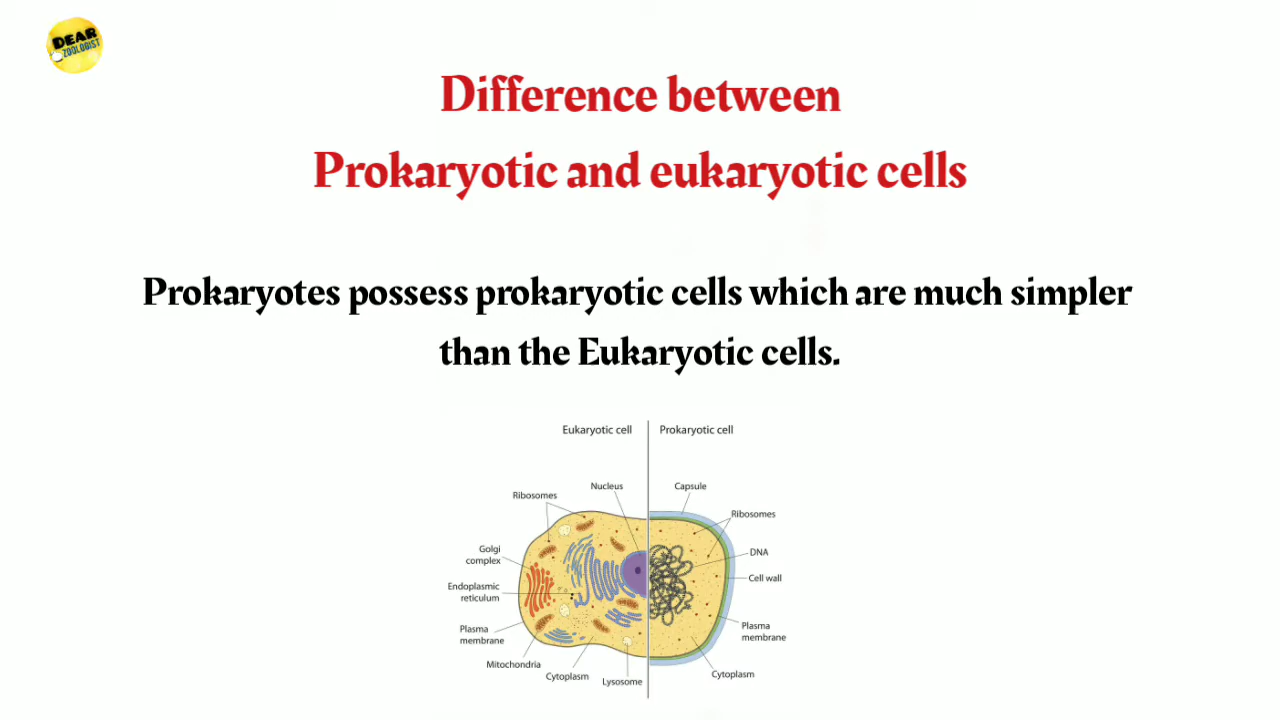 DEAR
ZOOLOGIST
Difference between
Prokaryotic and eukaryotic cells
Prokaryotes possess prokaryotic cells which are much simpler
than the Eukaryotic cells.
Eukaryotic cell
Prokaryotic cell
Nucleus
Ribosomes
Golgi
complex
Endoplasmic
reticulum
Plasma
membrane
Mitochondria
Cytoplasm
Lysosome
Capsule
Ribosomes
DNA
Cell wall
Plasma
membrane
Cytoplasm